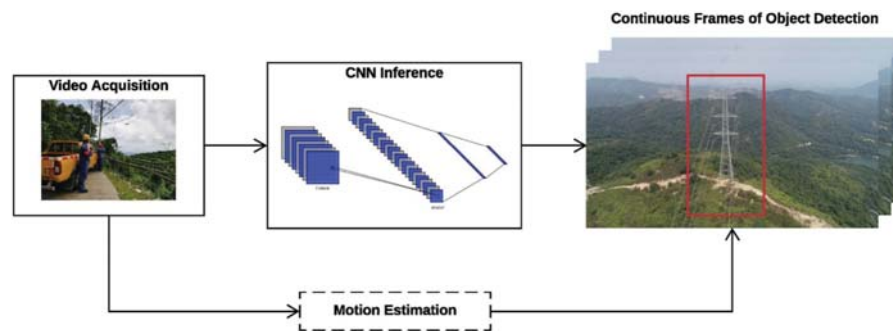 Continuous Frames of Object Detection
Video Acquisition
CNN Inference
Motion Estimation